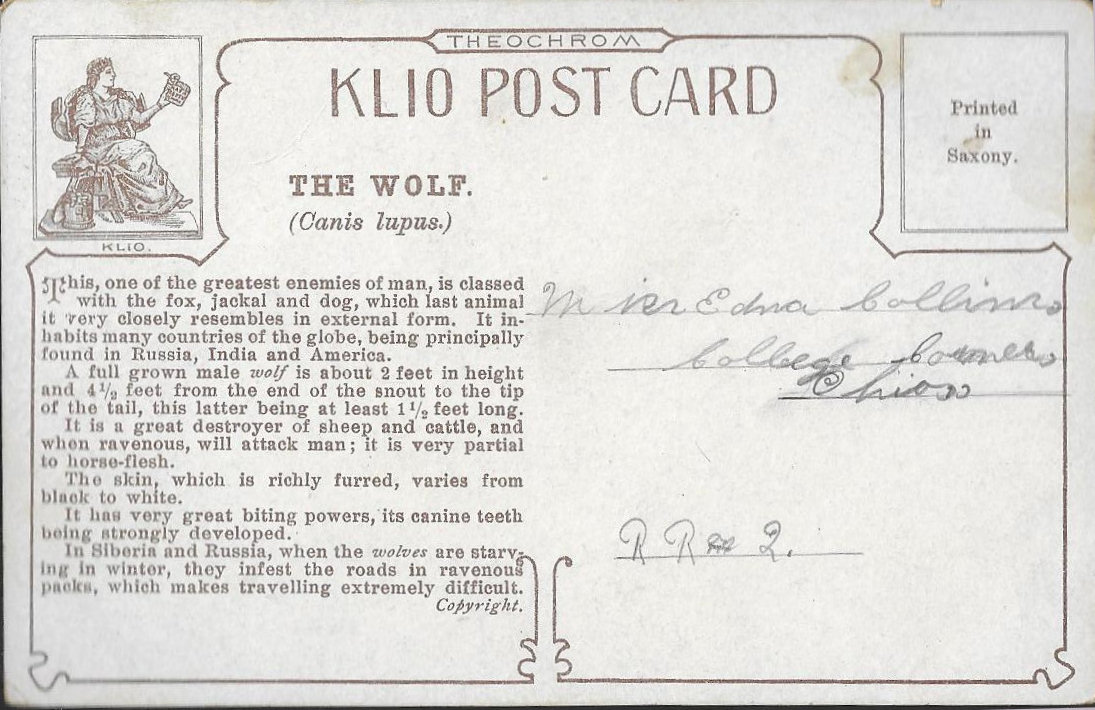 THEOCHROM
KLIO POST CARD
KLIO.
Printed
in
Saxony.
THE WOLF.
(Canis lupus.)
This, one of the greatest enemies of man, is classed
with the fox, jackal and dog, which last animal
it very closely resembles in external form. It in-
habits many countries of the globe, being principally
found in Russia, India and America.
A full grown male wolf is about 2 feet in height
and 4½ feet from the end of the snout to the tip
of the tail, this latter being at least 1½ feet long.
It is a great destroyer of sheep and cattle, and
when ravenous, will attack man; it is very partial
to horse-flesh.
The skin, which is richly furred, varies from
black to white.
It has very great biting powers, its canine teeth
being strongly developed.
In Siberia and Russia, when the wolves are starv-
ing in winter, they infest the roads in ravenous
packs, which makes travelling extremely difficult.
Copyright.
Miss Edna Collins
College Corner
Ohio
R R 2.